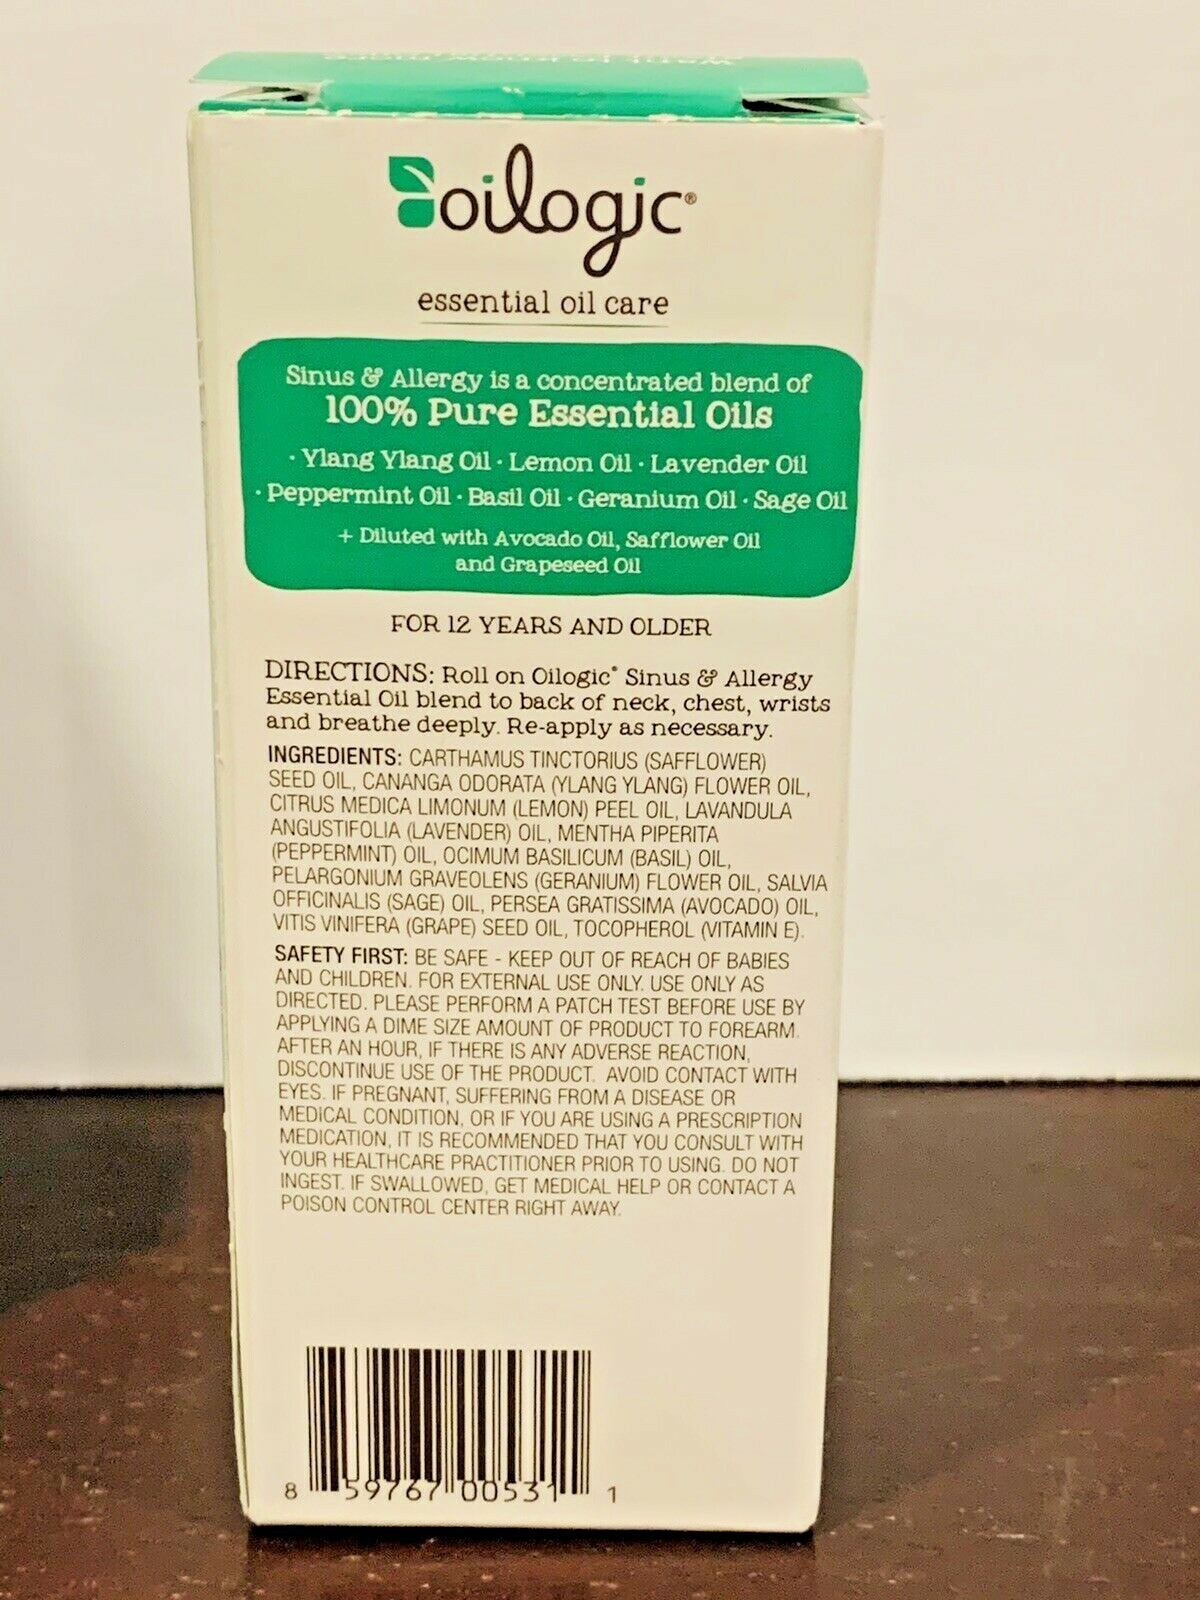 want to know more
oilogic®
essential oil care
Sinus & Allergy is a concentrated blend of
100% Pure Essential Oils
· Ylang Ylang Oil · Lemon Oil · Lavender Oil
· Peppermint Oil · Basil Oil · Geranium Oil · Sage Oil
+ Diluted with Avocado Oil, Safflower Oil
and Grapeseed Oil
FOR 12 YEARS AND OLDER
DIRECTIONS: Roll on Oilogic® Sinus & Allergy
Essential Oil blend to back of neck, chest, wrists
and breathe deeply. Re-apply as necessary.
INGREDIENTS: CARTHAMUS TINCTORIUS (SAFFLOWER)
SEED OIL, CANANGA ODORATA (YLANG YLANG) FLOWER OIL,
CITRUS MEDICA LIMONUM (LEMON) PEEL OIL, LAVANDULA
ANGUSTIFOLIA (LAVENDER) OIL, MENTHA PIPERITA
(PEPPERMINT) OIL, OCIMUM BASILICUM (BASIL) OIL,
PELARGONIUM GRAVEOLENS (GERANIUM) FLOWER OIL, SALVIA
OFFICINALIS (SAGE) OIL, PERSEA GRATISSIMA (AVOCADO) OIL,
VITIS VINIFERA (GRAPE) SEED OIL, TOCOPHEROL (VITAMIN E).
SAFETY FIRST: BE SAFE - KEEP OUT OF REACH OF BABIES
AND CHILDREN. FOR EXTERNAL USE ONLY. USE ONLY AS
DIRECTED. PLEASE PERFORM A PATCH TEST BEFORE USE BY
APPLYING A DIME SIZE AMOUNT OF PRODUCT TO FOREARM.
AFTER AN HOUR, IF THERE IS ANY ADVERSE REACTION,
DISCONTINUE USE OF THE PRODUCT. AVOID CONTACT WITH
EYES. IF PREGNANT, SUFFERING FROM A DISEASE OR
MEDICAL CONDITION, OR IF YOU ARE USING A PRESCRIPTION
MEDICATION, IT IS RECOMMENDED THAT YOU CONSULT WITH
YOUR HEALTHCARE PRACTITIONER PRIOR TO USING. DO NOT
INGEST. IF SWALLOWED, GET MEDICAL HELP OR CONTACT A
POISON CONTROL CENTER RIGHT AWAY.
8 59767 00531 1